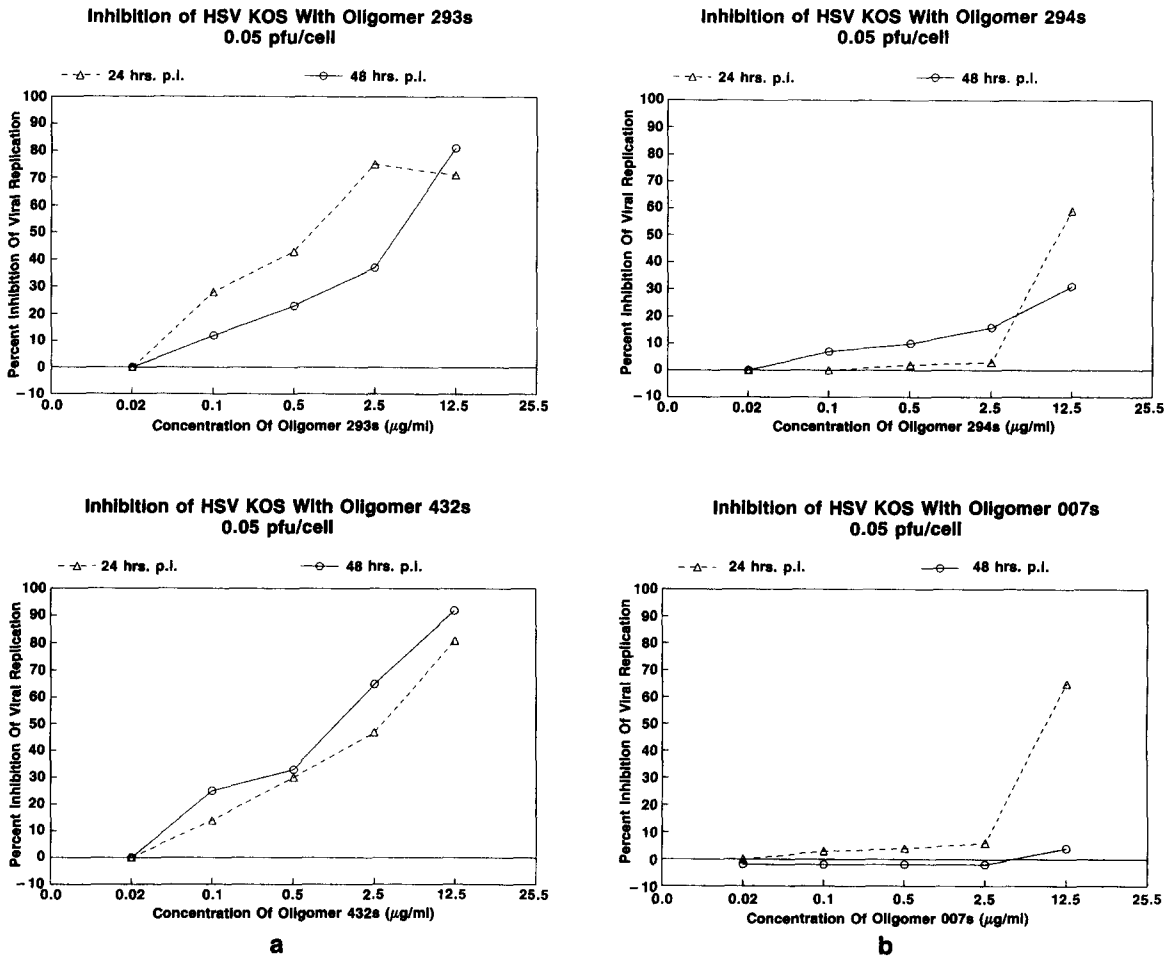 Inhibition of HSV KOS With Oligomer 293s
0.05 pfu/cell
24 hrs. p.i.
48 hrs. p.i.
Percent Inhibition Of Viral Replication
100
90
80
70
60
50
40
30
20
10
0
−10
0.0 0.02 0.1 0.5 2.5 12.5 25.5
Concentration Of Oligomer 293s (μg/ml)
Inhibition of HSV KOS With Oligomer 294s
0.05 pfu/cell
24 hrs. p.i.
48 hrs. p.i.
Percent Inhibition Of Viral Replication
100
90
80
70
60
50
40
30
20
10
0
−10
0.0 0.02 0.1 0.5 2.5 12.5 25.5
Concentration Of Oligomer 294s (μg/ml)
Inhibition of HSV KOS With Oligomer 432s
0.05 pfu/cell
24 hrs. p.i.
48 hrs. p.i.
Percent Inhibition Of Viral Replication
100
90
80
70
60
50
40
30
20
10
0
−10
0.0 0.02 0.1 0.5 2.5 12.5 25.5
Concentration Of Oligomer 432s (μg/ml)
a
Inhibition of HSV KOS With Oligomer 007s
0.05 pfu/cell
24 hrs. p.i.
48 hrs. p.i.
Percent Inhibition Of Viral Replication
100
90
80
70
60
50
40
30
20
10
0
−10
0.0 0.02 0.1 0.5 2.5 12.5 25.5
Concentration Of Oligomer 007s (μg/ml)
b